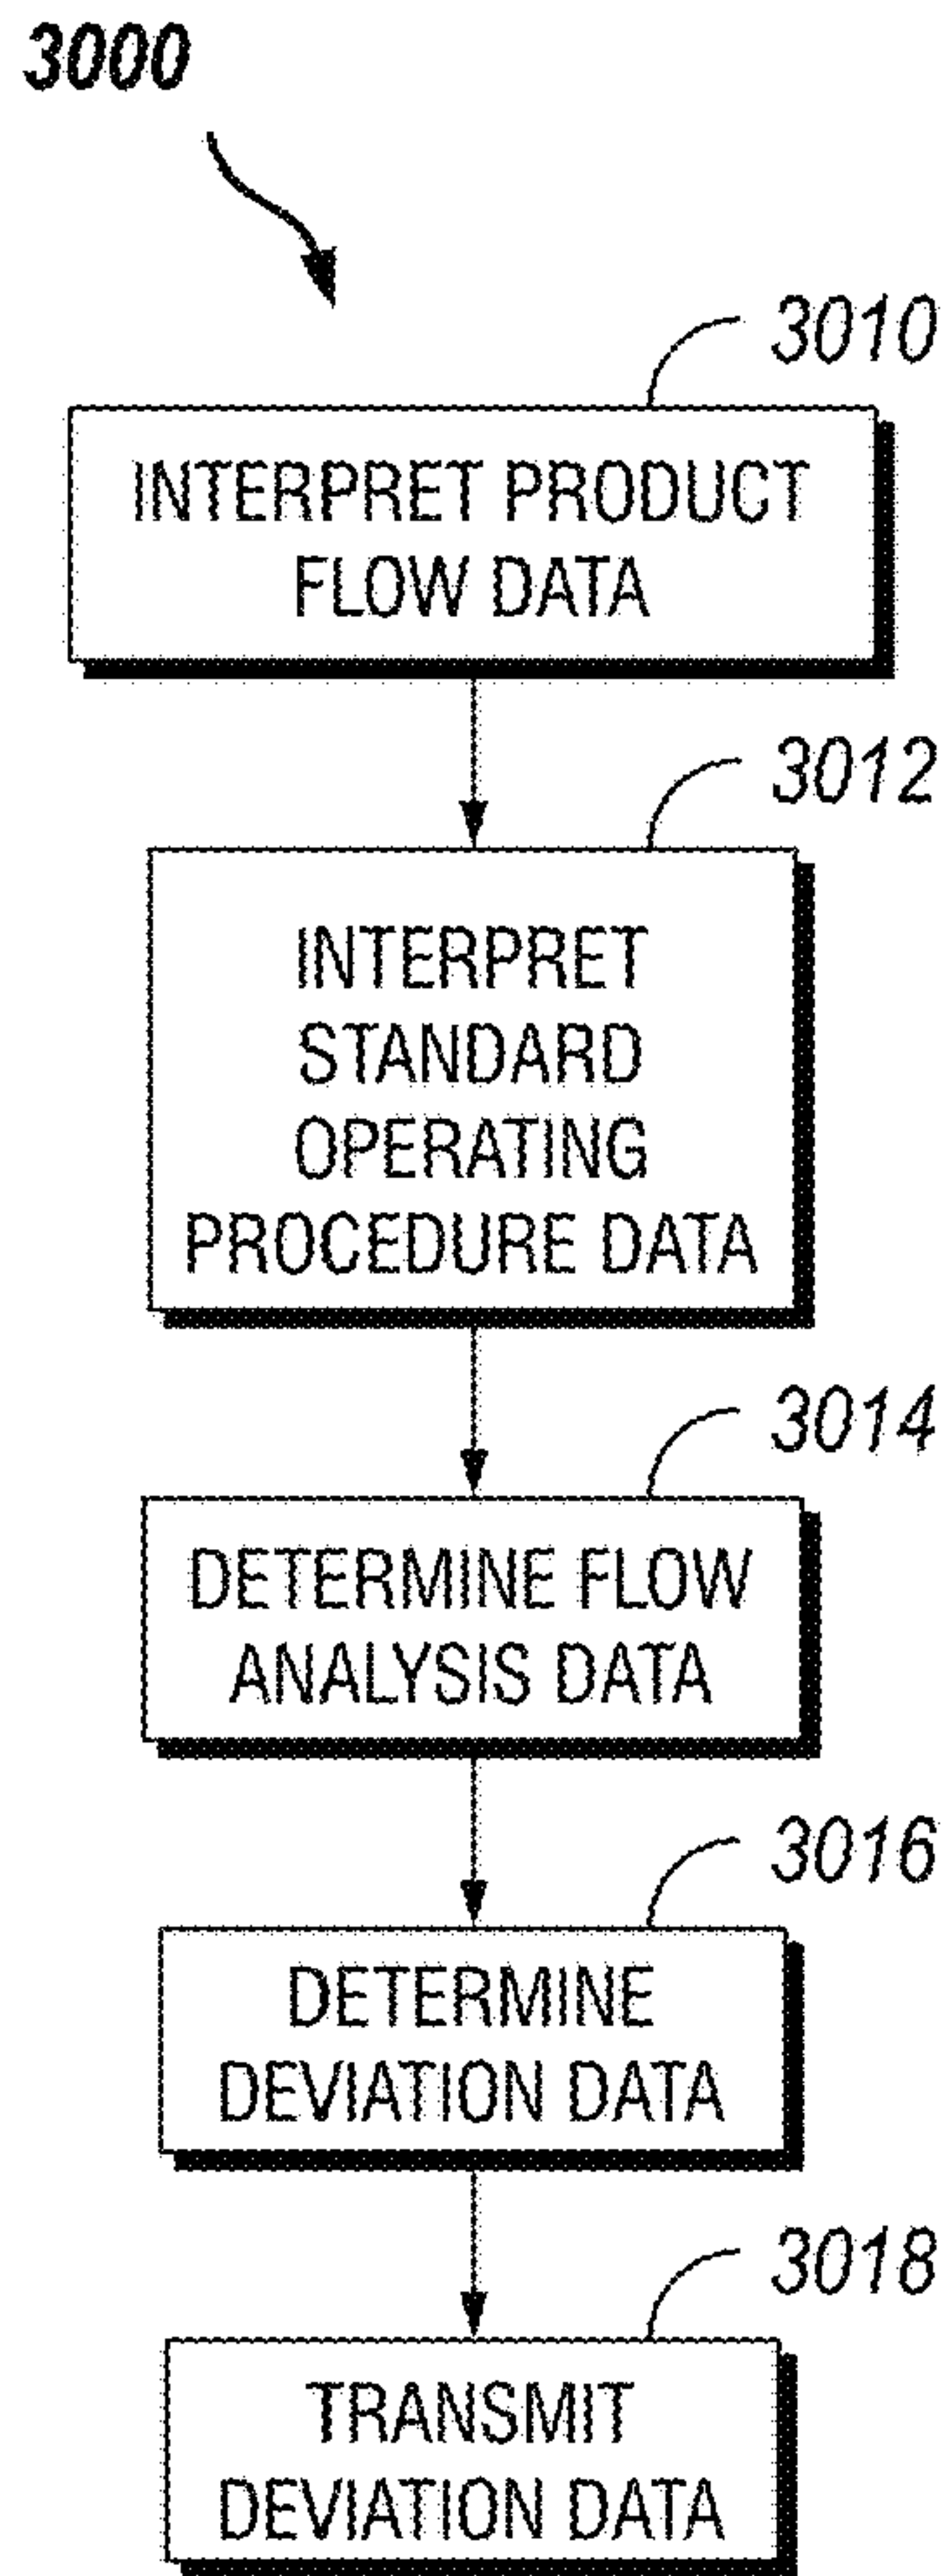 3000
3010
INTERPRET PRODUCT
FLOW DATA
3012
INTERPRET
STANDARD
OPERATING
PROCEDURE DATA
3014
DETERMINE FLOW
ANALYSIS DATA
3016
DETERMINE
DEVIATION DATA
3018
TRANSMIT
DEVIATION DATA